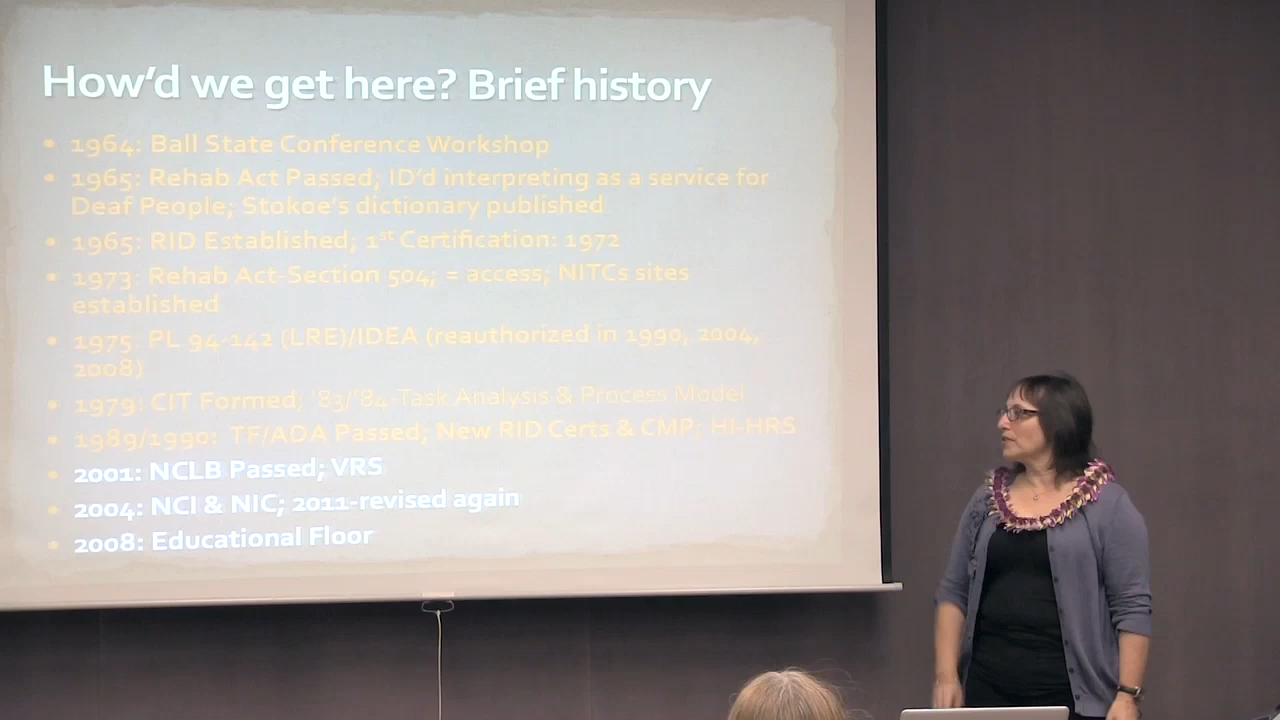 How'd we get here? Brief history
• 1964: Ball State Conference Workshop
• 1965: Rehab Act Passed; ID'd interpreting as a service for
Deaf People; Stokoe's dictionary published
• 1965: RID Established; 1st Certification: 1972
• 1973: Rehab Act-Section 504; = access; NITCs sites
established
• 1975: PL 94-142 (LRE)/IDEA (reauthorized in 1990, 2004,
2008)
• 1979: CIT Formed; '83/'84-Task Analysis & Process Model
• 1989/1990: TF/ADA Passed; New RID Certs & CMP; HI-HRS
• 2001: NCLB Passed; VRS
• 2004: NCI & NIC; 2011-revised again
• 2008: Educational Floor